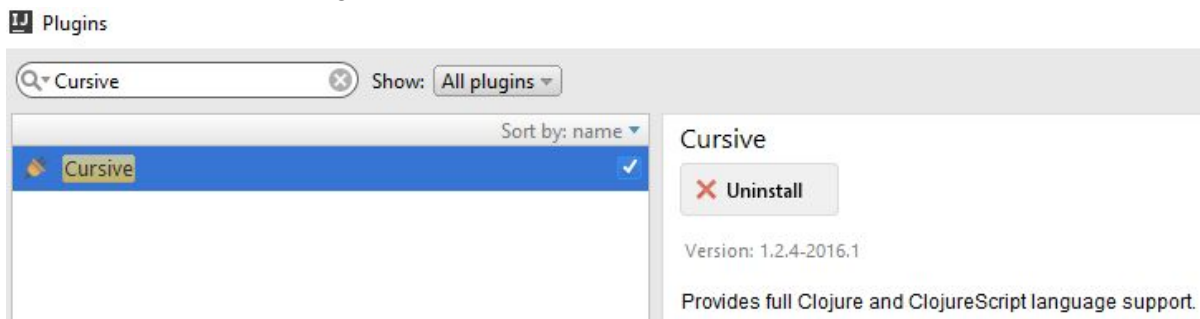 IJ Plugins
Cursive Show: All plugins
Sort by: name
Cursive
Cursive
Uninstall
Version: 1.2.4-2016.1
Provides full Clojure and ClojureScript language support.